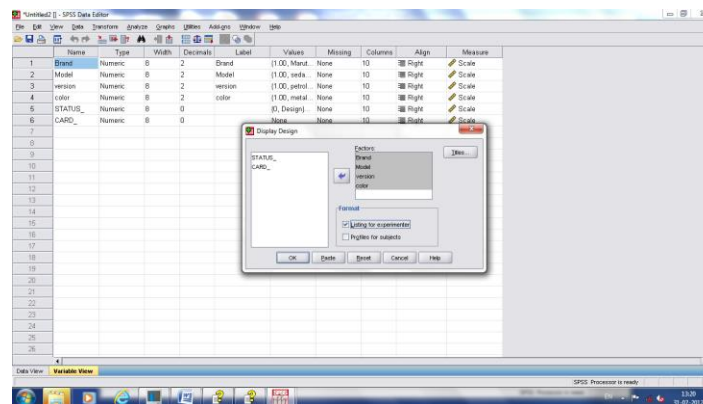 *Untitled2 [] - SPSS Data Editor
File Edit View Data Transform Analyze Graphs Utilities Add-ons Window Help
Name Type Width Decimals Label Values Missing Columns Align Measure
1 Brand Numeric 8 2 Brand {1.00, Marut... None 10 Right Scale
2 Model Numeric 8 2 Model {1.00, seda... None 10 Right Scale
3 version Numeric 8 2 version {1.00, petrol... None 10 Right Scale
4 color Numeric 8 2 color {1.00, metal... None 10 Right Scale
5 STATUS_ Numeric 8 0 {0, Design}... None 10 Right Scale
6 CARD_ Numeric 8 0 None None 10 Right Scale
7
8
9
10
11
12
13
14
15
16
17
18
19
20
21
22
23
24
25
26
Display Design
STATUS_
CARD_
Factors:
Brand
Model
version
color
Titles...
Format
Listing for experimenter
Profiles for subjects
OK Paste Reset Cancel Help
Data View Variable View
SPSS Processor is ready
13:20